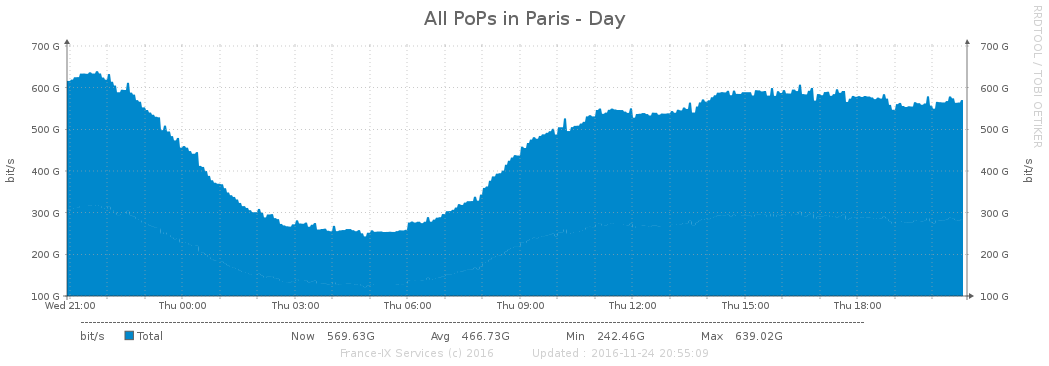 All PoPs in Paris - Day
RRDTOOL / TOBI OETIKER
700 G 700 G
600 G 600 G
500 G 500 G
400 G 400 G
300 G 300 G
200 G 200 G
100 G 100 G
bit/s
bit/s
Wed 21:00 Thu 00:00 Thu 03:00 Thu 06:00 Thu 09:00 Thu 12:00 Thu 15:00 Thu 18:00
bit/s Total Now 569.63G Avg 466.73G Min 242.46G Max 639.02G
France-IX Services (c) 2016 Updated : 2016-11-24 20:55:09